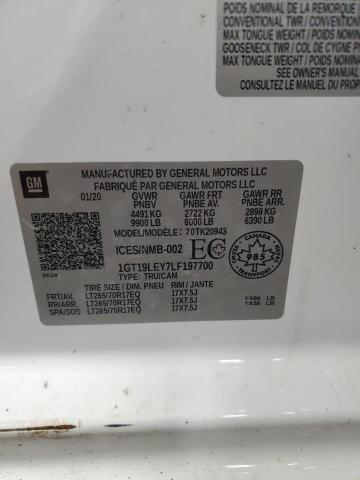 POIDS NOMINAL DE LA REMORQUE
CONVENTIONAL TWR / CONVENTION
MAX TONGUE WEIGHT / POIDS MAX
GOOSENECK TWR / COL DE CYGNE P
MAX TONGUE WEIGHT / POIDS MAX
SEE OWNER'S MANUAL
CONSULTEZ LE MANUEL DU PROP
GM
MANUFACTURED BY GENERAL MOTORS LLC
FABRIQUÉ PAR GENERAL MOTORS LLC
01/20 GVWR GAWR FRT GAWR RR
PNBV PNBE AV. PNBE ARR.
4491 KG 2722 KG 2898 KG
9900 LB 6000 LB 6390 LB
MODEL/MODÈLE: 70TK20943
ICES/NMB-002 EC 985
1GT19LEY7LF197700
TYPE: TRU/CAM
TIRE SIZE / DIM. PNEU RIM / JANTE
FRT/AV. LT265/70R17EQ 17X7.5J
RR/ARR. LT265/70R17EQ 17X7.5J
SPA/SOS LT265/70R17EQ 17X7.5J